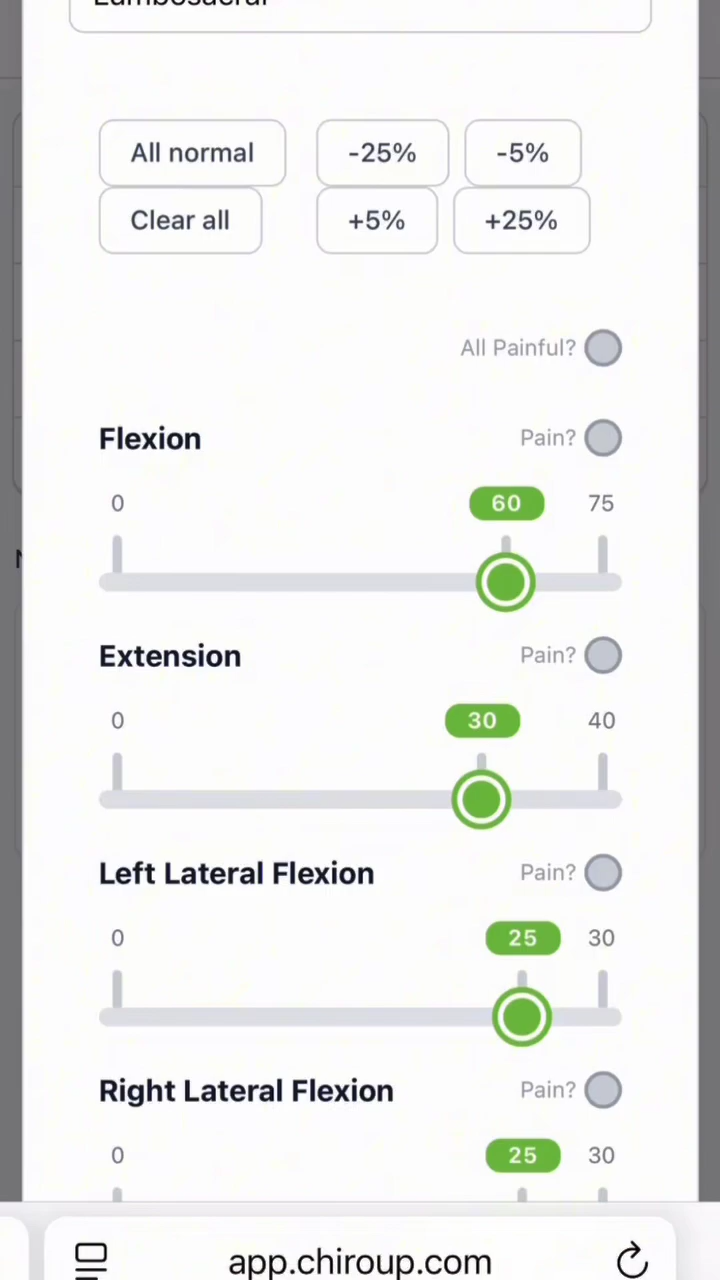 Lumbosacral
All normal -25% -5%
Clear all +5% +25%
All Painful?
Flexion Pain?
0 60 75
Extension Pain?
0 30 40
Left Lateral Flexion Pain?
0 25 30
Right Lateral Flexion Pain?
0 25 30
app.chiroup.com